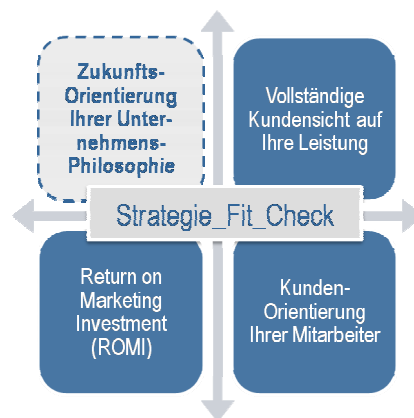 Zukunfts-
Orientierung
Ihrer Unter-
nehmens-
Philosophie
Vollständige
Kundensicht auf
Ihre Leistung
Strategie_Fit_Check
Return on
Marketing
Investment
(ROMI)
Kunden-
Orientierung
Ihrer Mitarbeiter